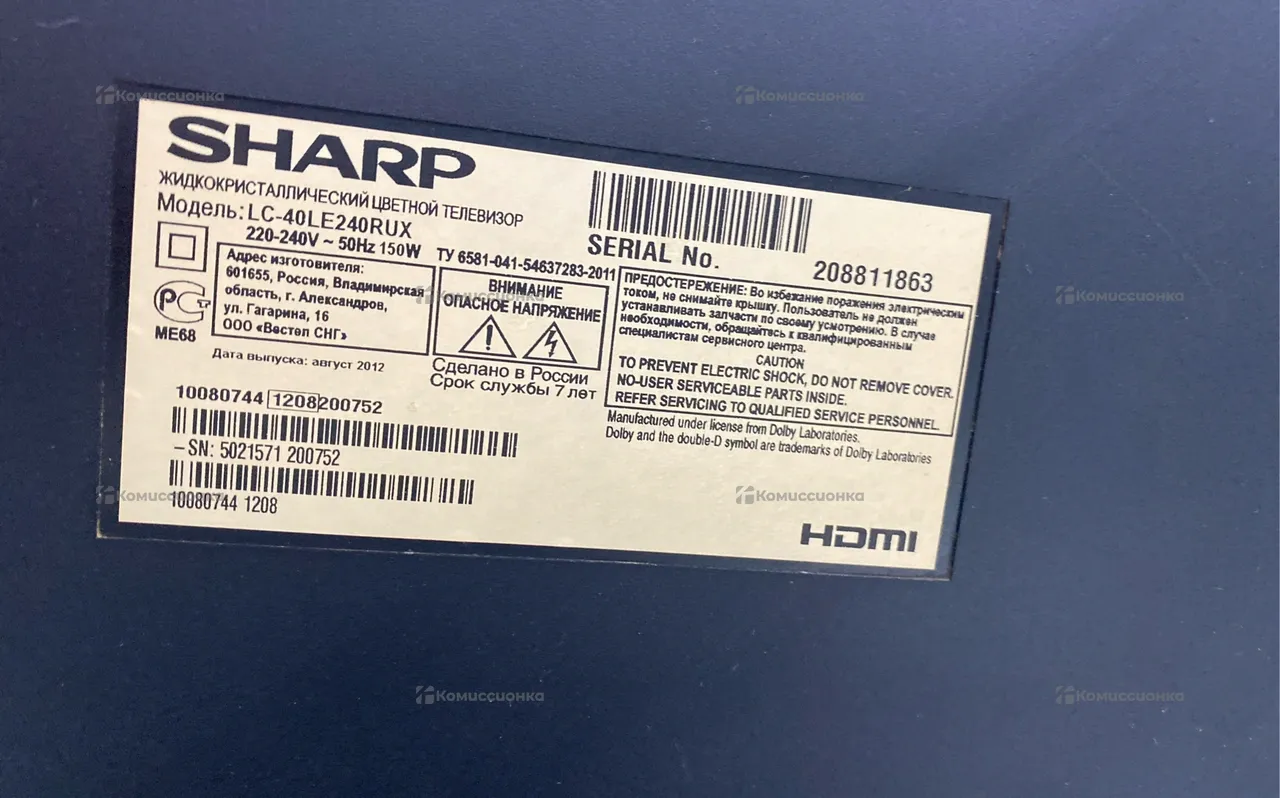 SHARP
ЖИДКОКРИСТАЛЛИЧЕСКИЙ ЦВЕТНОЙ ТЕЛЕВИЗОР
Модель: LC-40LE240RUX
220-240V ~ 50Hz 150W
ТУ 6581-041-54637283-2011
SERIAL No.
208811863
Адрес изготовителя:
601655, Россия, Владимирская
область, г. Александров,
ул. Гагарина, 16
ООО «Вестел СНГ»
РСТ
ME68
Дата выпуска: август 2012
ВНИМАНИЕ
ОПАСНОЕ НАПРЯЖЕНИЕ
Сделано в России
Срок службы 7 лет
ПРЕДОСТЕРЕЖЕНИЕ: Во избежание поражения электрическим
током, не снимайте крышку. Пользователь не должен
устанавливать запчасти по своему усмотрению. В случае
необходимости, обращайтесь к квалифицированным
специалистам сервисного центра.
CAUTION
TO PREVENT ELECTRIC SHOCK, DO NOT REMOVE COVER.
NO-USER SERVICEABLE PARTS INSIDE.
REFER SERVICING TO QUALIFIED SERVICE PERSONNEL.
Manufactured under license from Dolby Laboratories.
Dolby and the double-D symbol are trademarks of Dolby Laboratories
10080744 1208 200752
– SN: 5021571 200752
10080744 1208
HDMI
Комиссионка
Комиссионка
Комиссионка
Комиссионка
Комиссионка
Комиссионка
Комиссионка
Комиссионка